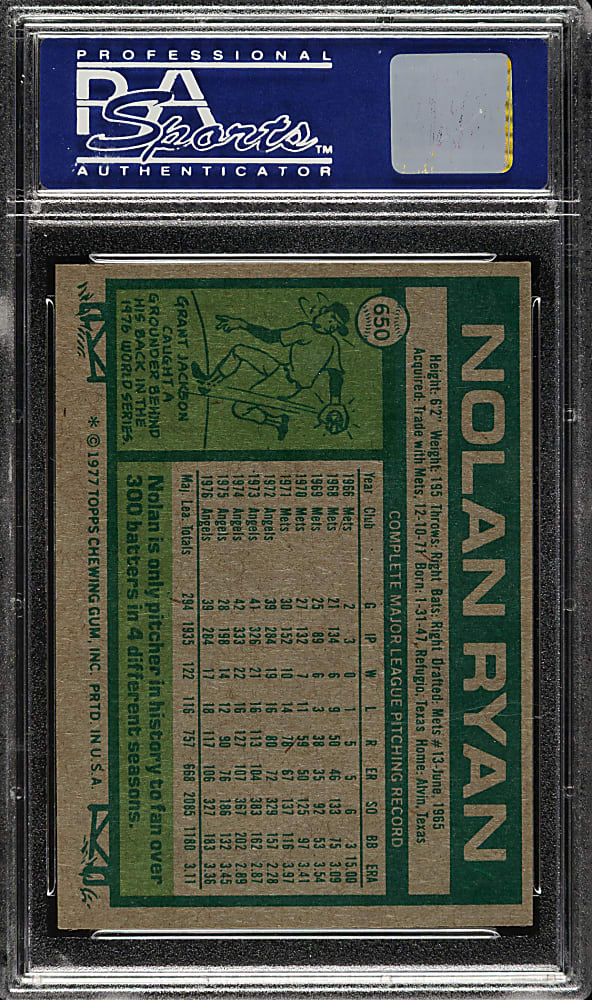 PROFESSIONAL
PSA
Sports™
AUTHENTICATOR
NOLAN RYAN
650
Height: 6'2" Weight: 195 Throws: Right Bats: Right Drafted: Mets #13-June, 1965
Acquired: Trade with Mets, 12-10-71 Born: 1-31-47, Refugio, Texas Home: Alvin, Texas
COMPLETE MAJOR LEAGUE PITCHING RECORD
Year Club G IP W L R ER SO BB ERA
1966 Mets 2 3 0 1 5 5 6 3 15.00
1968 Mets 21 134 6 9 50 46 133 75 3.09
1969 Mets 25 89 6 3 38 35 92 53 3.54
1970 Mets 27 132 7 11 59 50 125 97 3.41
1971 Mets 30 152 10 14 78 67 137 116 3.97
1972 Angels 39 284 19 16 80 72 329 157 2.28
1973 Angels 41 326 21 16 113 104 383 162 2.87
1974 Angels 42 333 22 16 127 107 367 202 2.89
1975 Angels 28 198 14 12 90 76 186 132 3.45
1976 Angels 39 284 17 18 117 106 327 183 3.36
Maj. Lea. Totals 294 1935 122 116 757 668 2085 1180 3.11
GRANT JACKSON
CAUGHT A
GROUNDER BEHIND
HIS BACK IN THE
1976 WORLD SERIES.
Nolan is only pitcher in history to fan over
300 batters in 4 different seasons.
* © 1977 TOPPS CHEWING GUM, INC. PRTD. IN U.S.A.